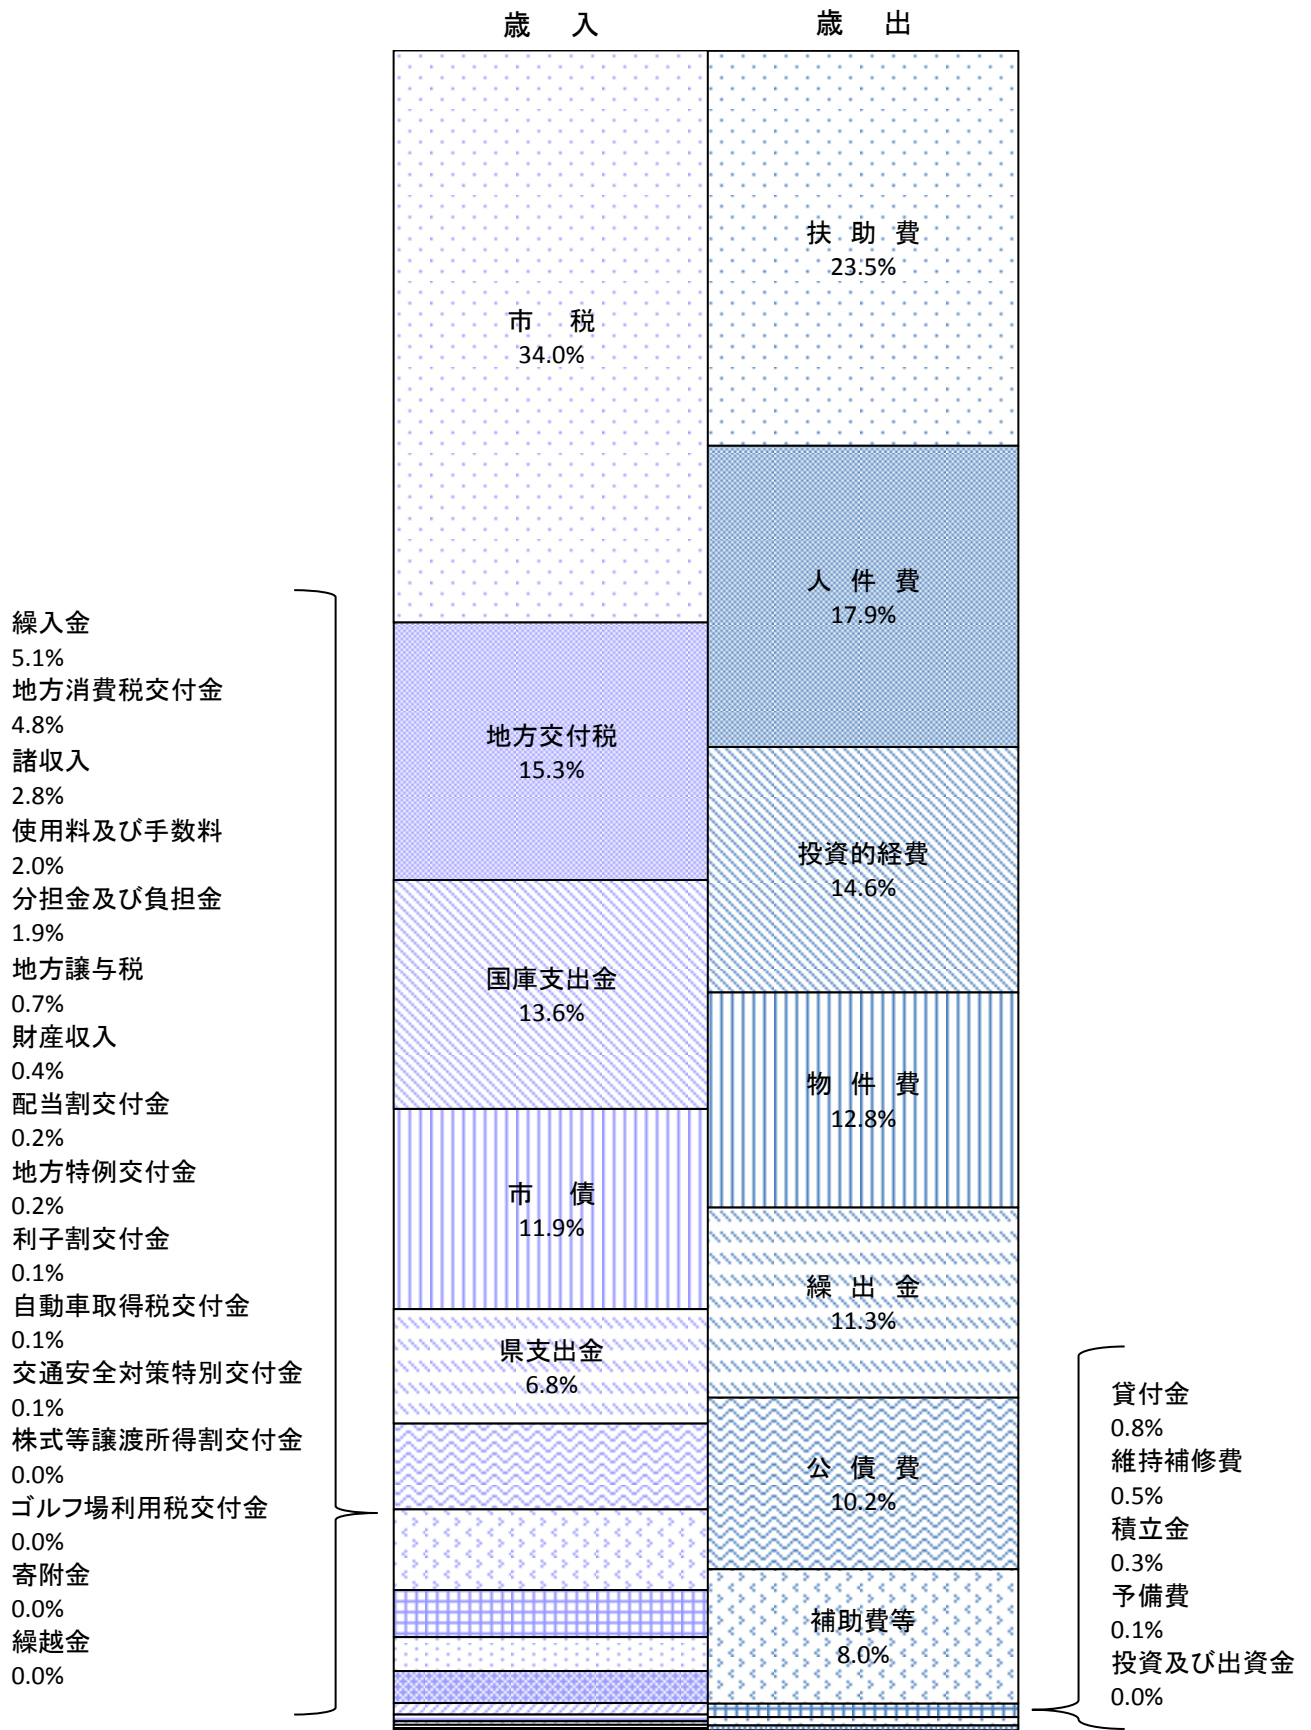 歳　入
歳　出
市　税
34.0%
地方交付税
15.3%
国庫支出金
13.6%
市　債
11.9%
県支出金
6.8%
繰入金
5.1%
地方消費税交付金
4.8%
諸収入
2.8%
使用料及び手数料
2.0%
分担金及び負担金
1.9%
地方譲与税
0.7%
財産収入
0.4%
配当割交付金
0.2%
地方特例交付金
0.2%
利子割交付金
0.1%
自動車取得税交付金
0.1%
交通安全対策特別交付金
0.1%
株式等譲渡所得割交付金
0.0%
ゴルフ場利用税交付金
0.0%
寄附金
0.0%
繰越金
0.0%
扶 助 費
23.5%
人 件 費
17.9%
投資的経費
14.6%
物 件 費
12.8%
繰 出 金
11.3%
公 債 費
10.2%
補助費等
8.0%
貸付金
0.8%
維持補修費
0.5%
積立金
0.3%
予備費
0.1%
投資及び出資金
0.0%